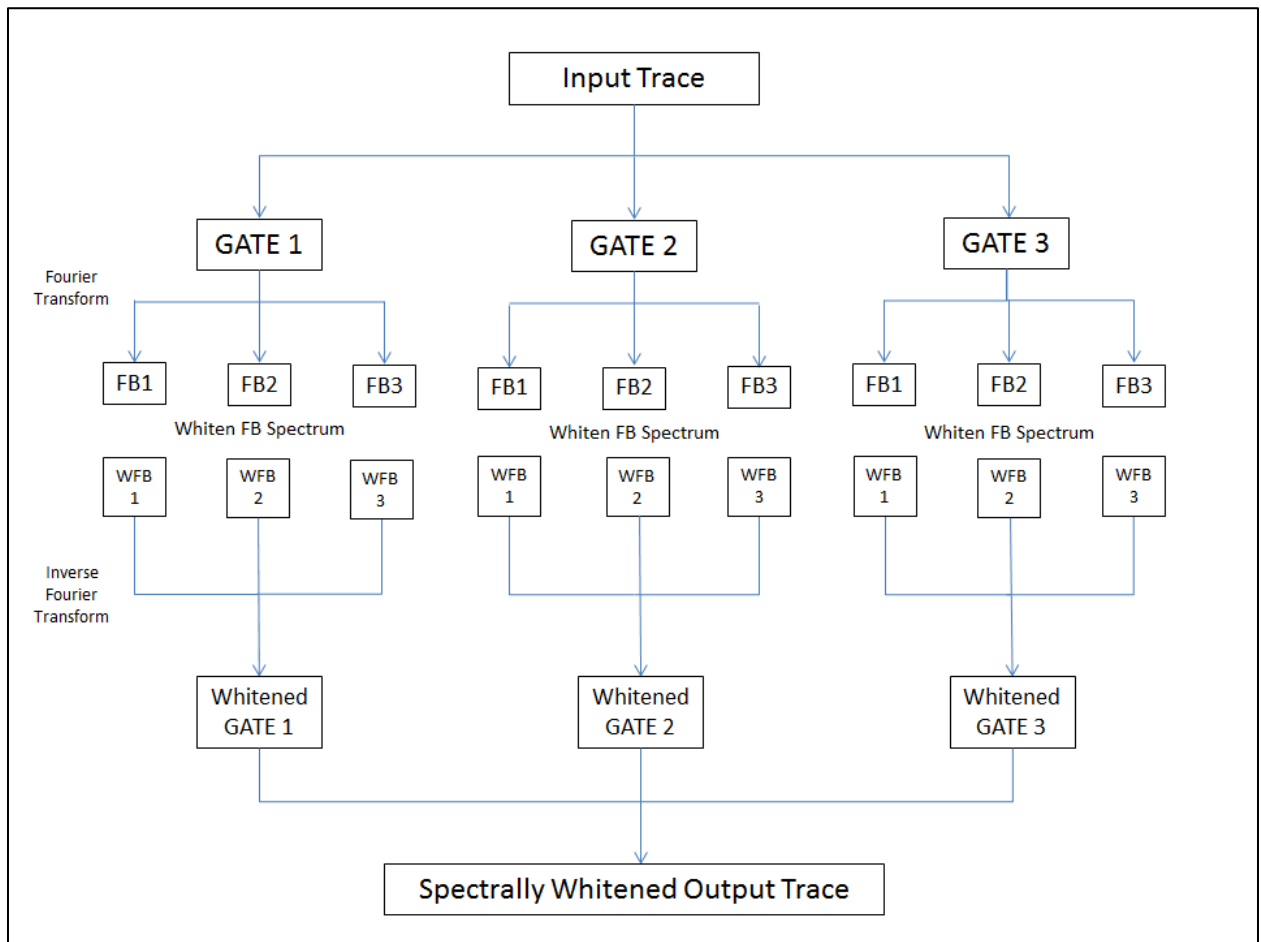 Input Trace
GATE 1
GATE 2
GATE 3
Fourier
Transform
FB1
FB2
FB3
FB1
FB2
FB3
FB1
FB2
FB3
Whiten FB Spectrum
Whiten FB Spectrum
Whiten FB Spectrum
WFB
1
WFB
2
WFB
3
WFB
1
WFB
2
WFB
3
WFB
1
WFB
2
WFB
3
Inverse
Fourier
Transform
Whitened
GATE 1
Whitened
GATE 2
Whitened
GATE 3
Spectrally Whitened Output Trace